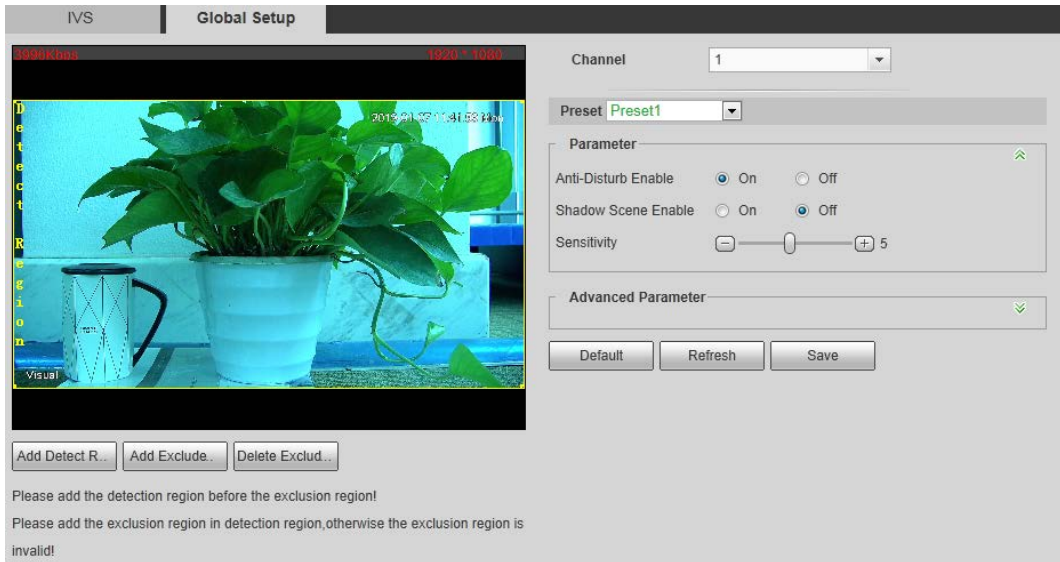 IVS
Global Setup
3996Kbps
1920 * 1080
Detect Region
Visual
Add Detect R..
Add Exclude..
Delete Exclud...
Please add the detection region before the exclusion region!
Please add the exclusion region in detection region,otherwise the exclusion region is
invalid!
Channel
1
Preset Preset1
Parameter
Anti-Disturb Enable On Off
Shadow Scene Enable On Off
Sensitivity 5
Advanced Parameter
Default Refresh Save